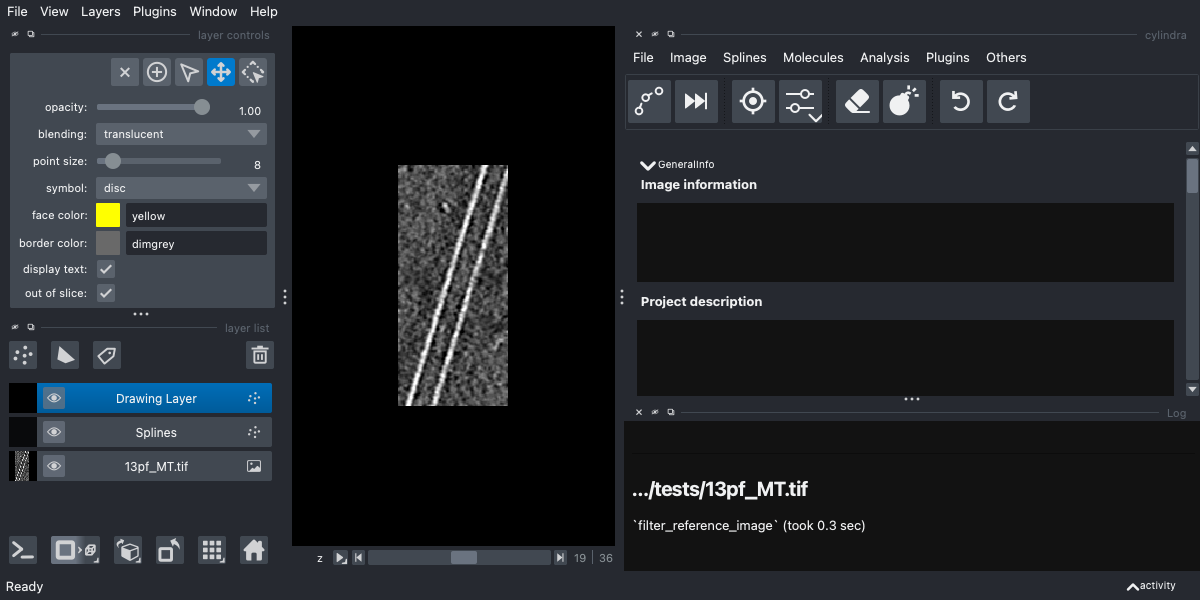 File View Layers Plugins Window Help
layer controls
opacity: 1.00
blending: translucent
point size: 8
symbol: disc
face color: yellow
border color: dimgrey
display text:
out of slice:
layer list
Drawing Layer
Splines
13pf_MT.tif
Ready
z 19 36
cylindra
File Image Splines Molecules Analysis Plugins Others
GeneralInfo
Image information
Project description
Log
.../tests/13pf_MT.tif
`filter_reference_image` (took 0.3 sec)
activity